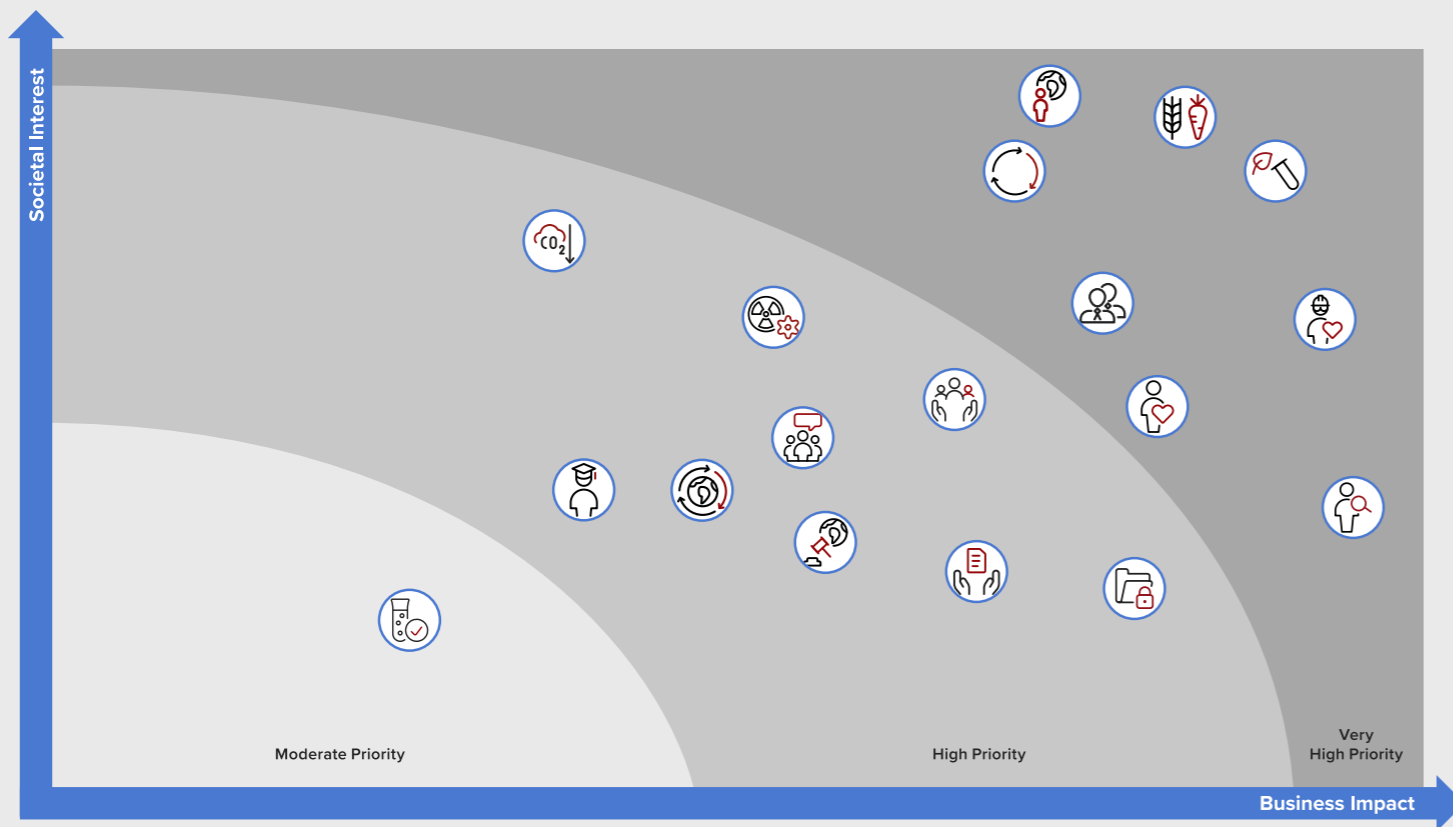 Societal Interest
CO2
Moderate Priority
High Priority
Very
High Priority
Business Impact